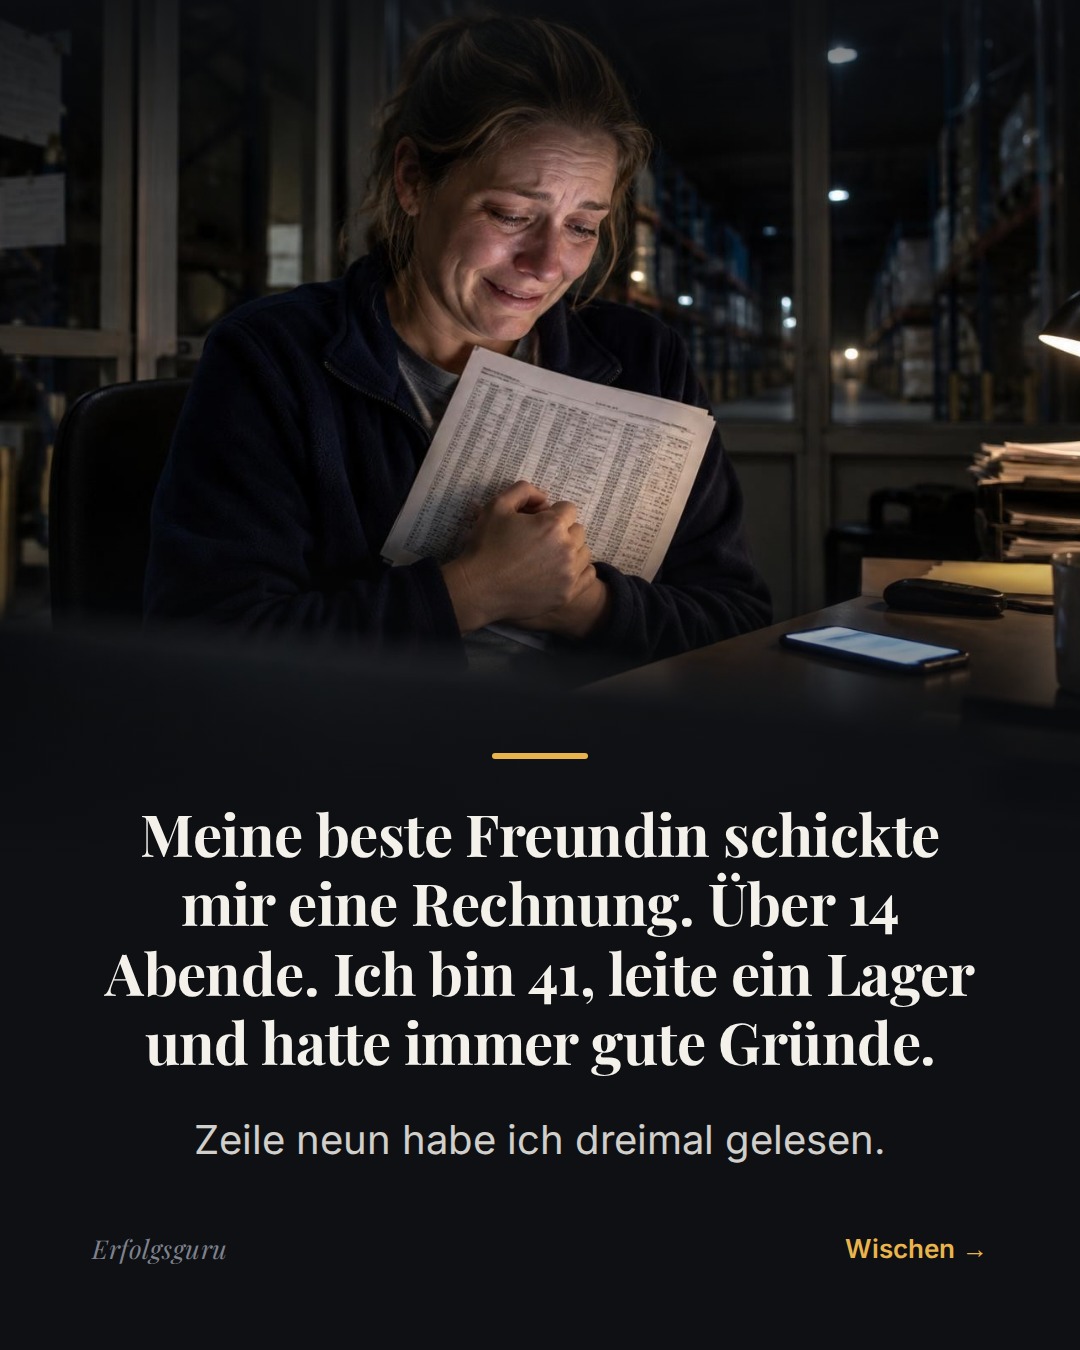 Meine beste Freundin schickte
mir eine Rechnung. Über 14
Abende. Ich bin 41, leite ein Lager
und hatte immer gute Gründe.
Zeile neun habe ich dreimal gelesen.
Erfolgsguru
Wischen →